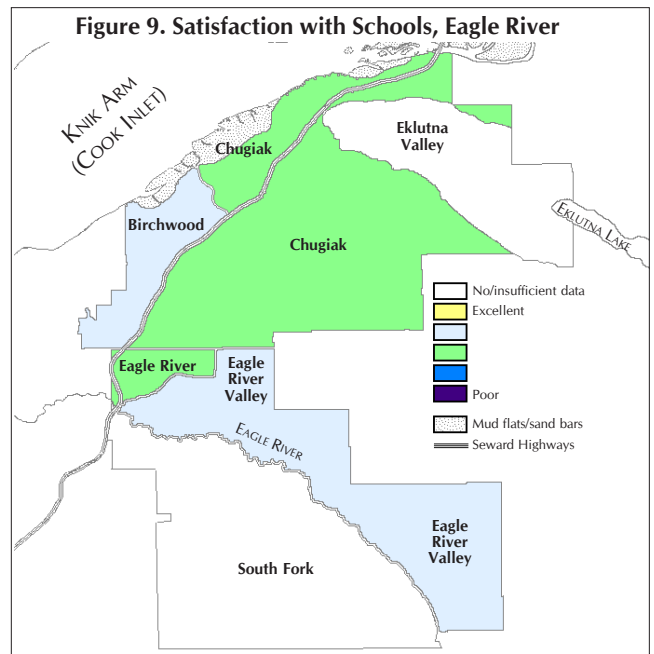 Figure 9. Satisfaction with Schools, Eagle River
KNIK ARM
(COOK INLET)
Chugiak
Eklutna
Valley
EKLUTNA LAKE
Birchwood
Chugiak
No/insufficient data
Excellent
Poor
Mud flats/sand bars
Seward Highways
Eagle River
Eagle
River
Valley
EAGLE RIVER
Eagle
River
Valley
South Fork